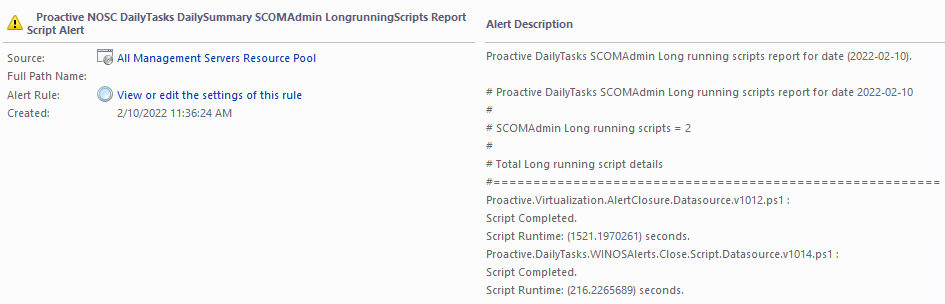 Proactive NOSC DailyTasks DailySummary SCOMAdmin LongrunningScripts Report
Script Alert
Source: All Management Servers Resource Pool
Full Path Name:
Alert Rule: View or edit the settings of this rule
Created: 2/10/2022 11:36:24 AM
Alert Description
Proactive DailyTasks SCOMAdmin Long running scripts report for date (2022-02-10).
# Proactive DailyTasks SCOMAdmin Long running scripts report for date 2022-02-10
#
# SCOMAdmin Long running scripts = 2
#
# Total Long running script details
#========================================================
Proactive.Virtualization.AlertClosure.Datasource.v1012.ps1 :
Script Completed.
Script Runtime: (1521.1970261) seconds.
Proactive.DailyTasks.WINOSAlerts.Close.Script.Datasource.v1014.ps1 :
Script Completed.
Script Runtime: (216.2265689) seconds.